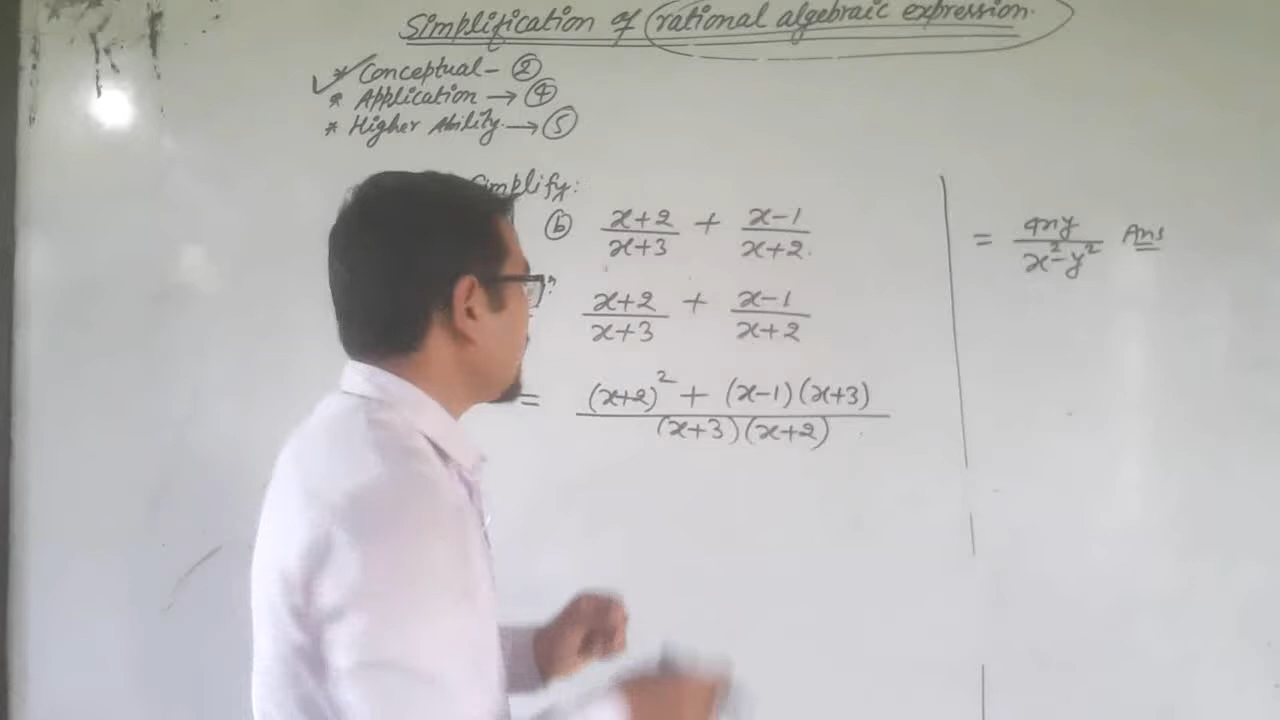 Simplification of rational algebraic expression.
* Conceptual - ②
* Application → ④
* Higher Ability. → ⑤
Simplify:
ⓑ (x+2)/(x+3) + (x-1)/(x+2).
(x+2)/(x+3) + (x-1)/(x+2)
= ((x+2)² + (x-1)(x+3))/((x+3)(x+2))
= 4xy/(x²-y²) Ans